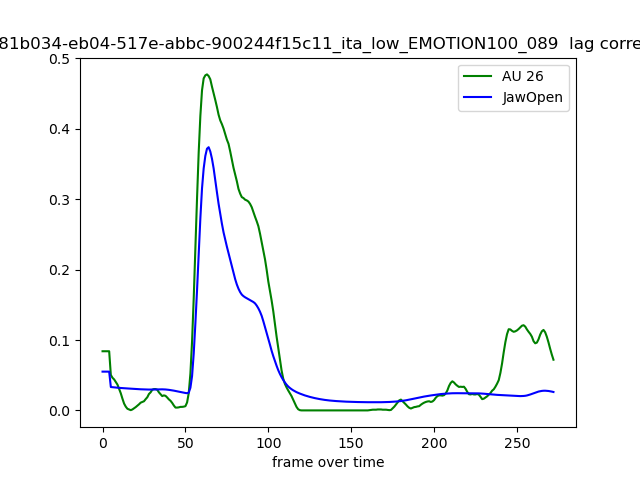 81b034-eb04-517e-abbc-900244f15c11_ita_low_EMOTION100_089 lag corre
0.5
AU 26
JawOpen
0.4
0.3
0.2
0.1
0.0
0 50 100 150 200 250
frame over time